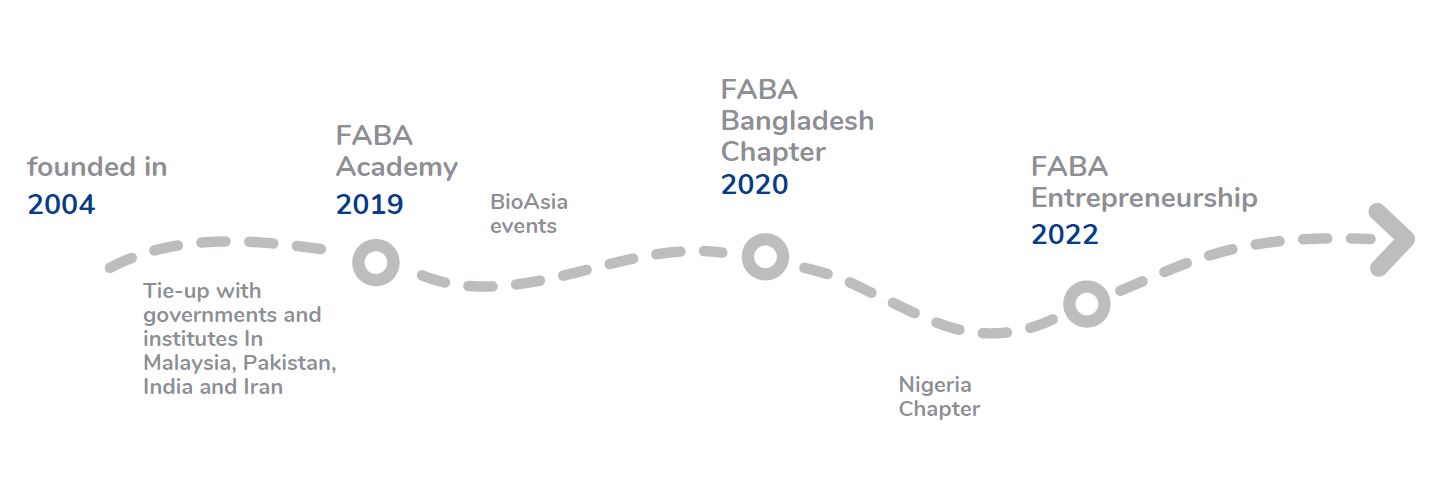 founded in
2004
Tie-up with
governments and
institutes In
Malaysia, Pakistan,
India and Iran
FABA
Academy
2019
BioAsia
events
FABA
Bangladesh
Chapter
2020
Nigeria
Chapter
FABA
Entrepreneurship
2022